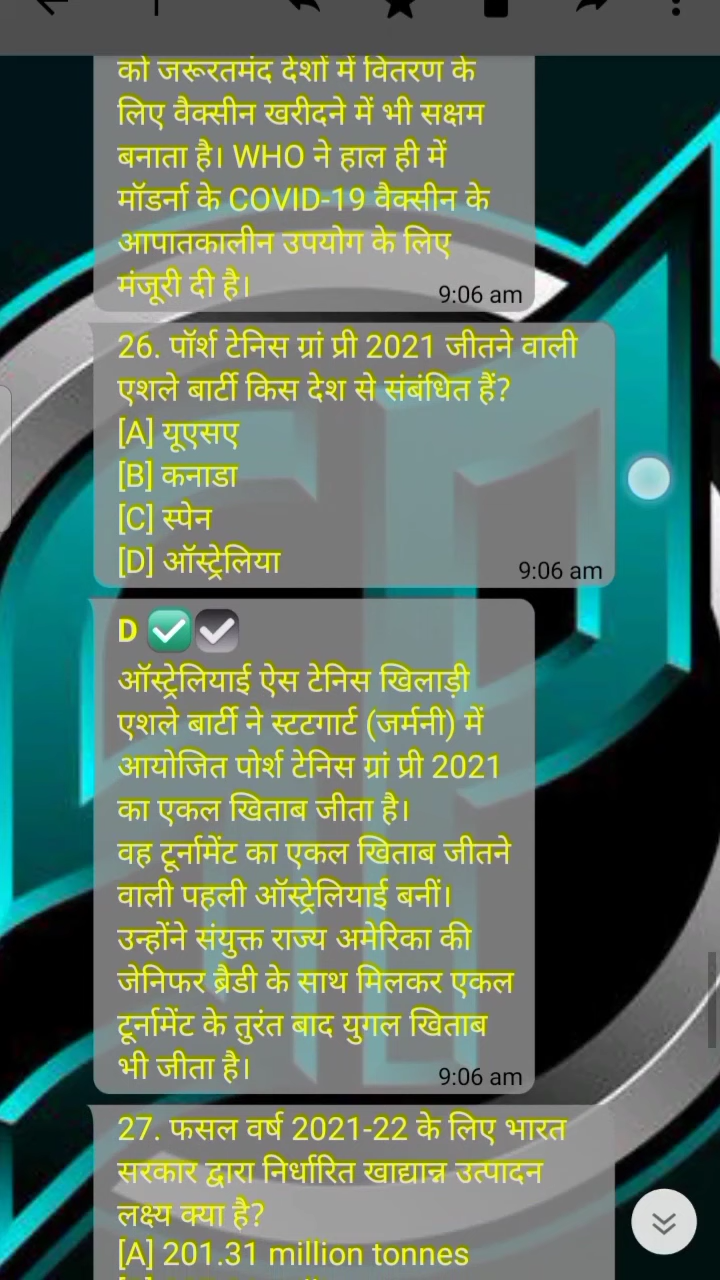 को जरूरतमंद देशों में वितरण के
लिए वैक्सीन खरीदने में भी सक्षम
बनाता है। WHO ने हाल ही में
मॉडर्ना के COVID-19 वैक्सीन के
आपातकालीन उपयोग के लिए
मंजूरी दी है।
9:06 am
26. पॉर्श टेनिस ग्रां प्री 2021 जीतने वाली
एशले बार्टी किस देश से संबंधित हैं?
[A] यूएसए
[B] कनाडा
[C] स्पेन
[D] ऑस्ट्रेलिया
9:06 am
D ✅✔
ऑस्ट्रेलियाई ऐस टेनिस खिलाड़ी
एशले बार्टी ने स्टटगार्ट (जर्मनी) में
आयोजित पोर्श टेनिस ग्रां प्री 2021
का एकल खिताब जीता है।
वह टूर्नामेंट का एकल खिताब जीतने
वाली पहली ऑस्ट्रेलियाई बनीं।
उन्होंने संयुक्त राज्य अमेरिका की
जेनिफर ब्रैडी के साथ मिलकर एकल
टूर्नामेंट के तुरंत बाद युगल खिताब
भी जीता है।
9:06 am
27. फसल वर्ष 2021-22 के लिए भारत
सरकार द्वारा निर्धारित खाद्यान्न उत्पादन
लक्ष्य क्या है?
[A] 201.31 million tonnes